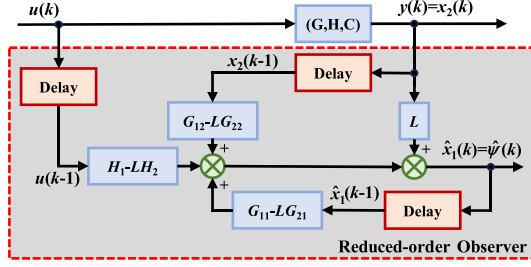 u(k)
(G,H,C)
y(k)=x₂(k)
x₂(k-1)
Delay
Delay
G₁₂-LG₂₂
L
+
+
x̂₁(k)=ψ̂(k)
H₁-LH₂
u(k-1)
+
x̂₁(k-1)
G₁₁-LG₂₁
Delay
Reduced-order Observer